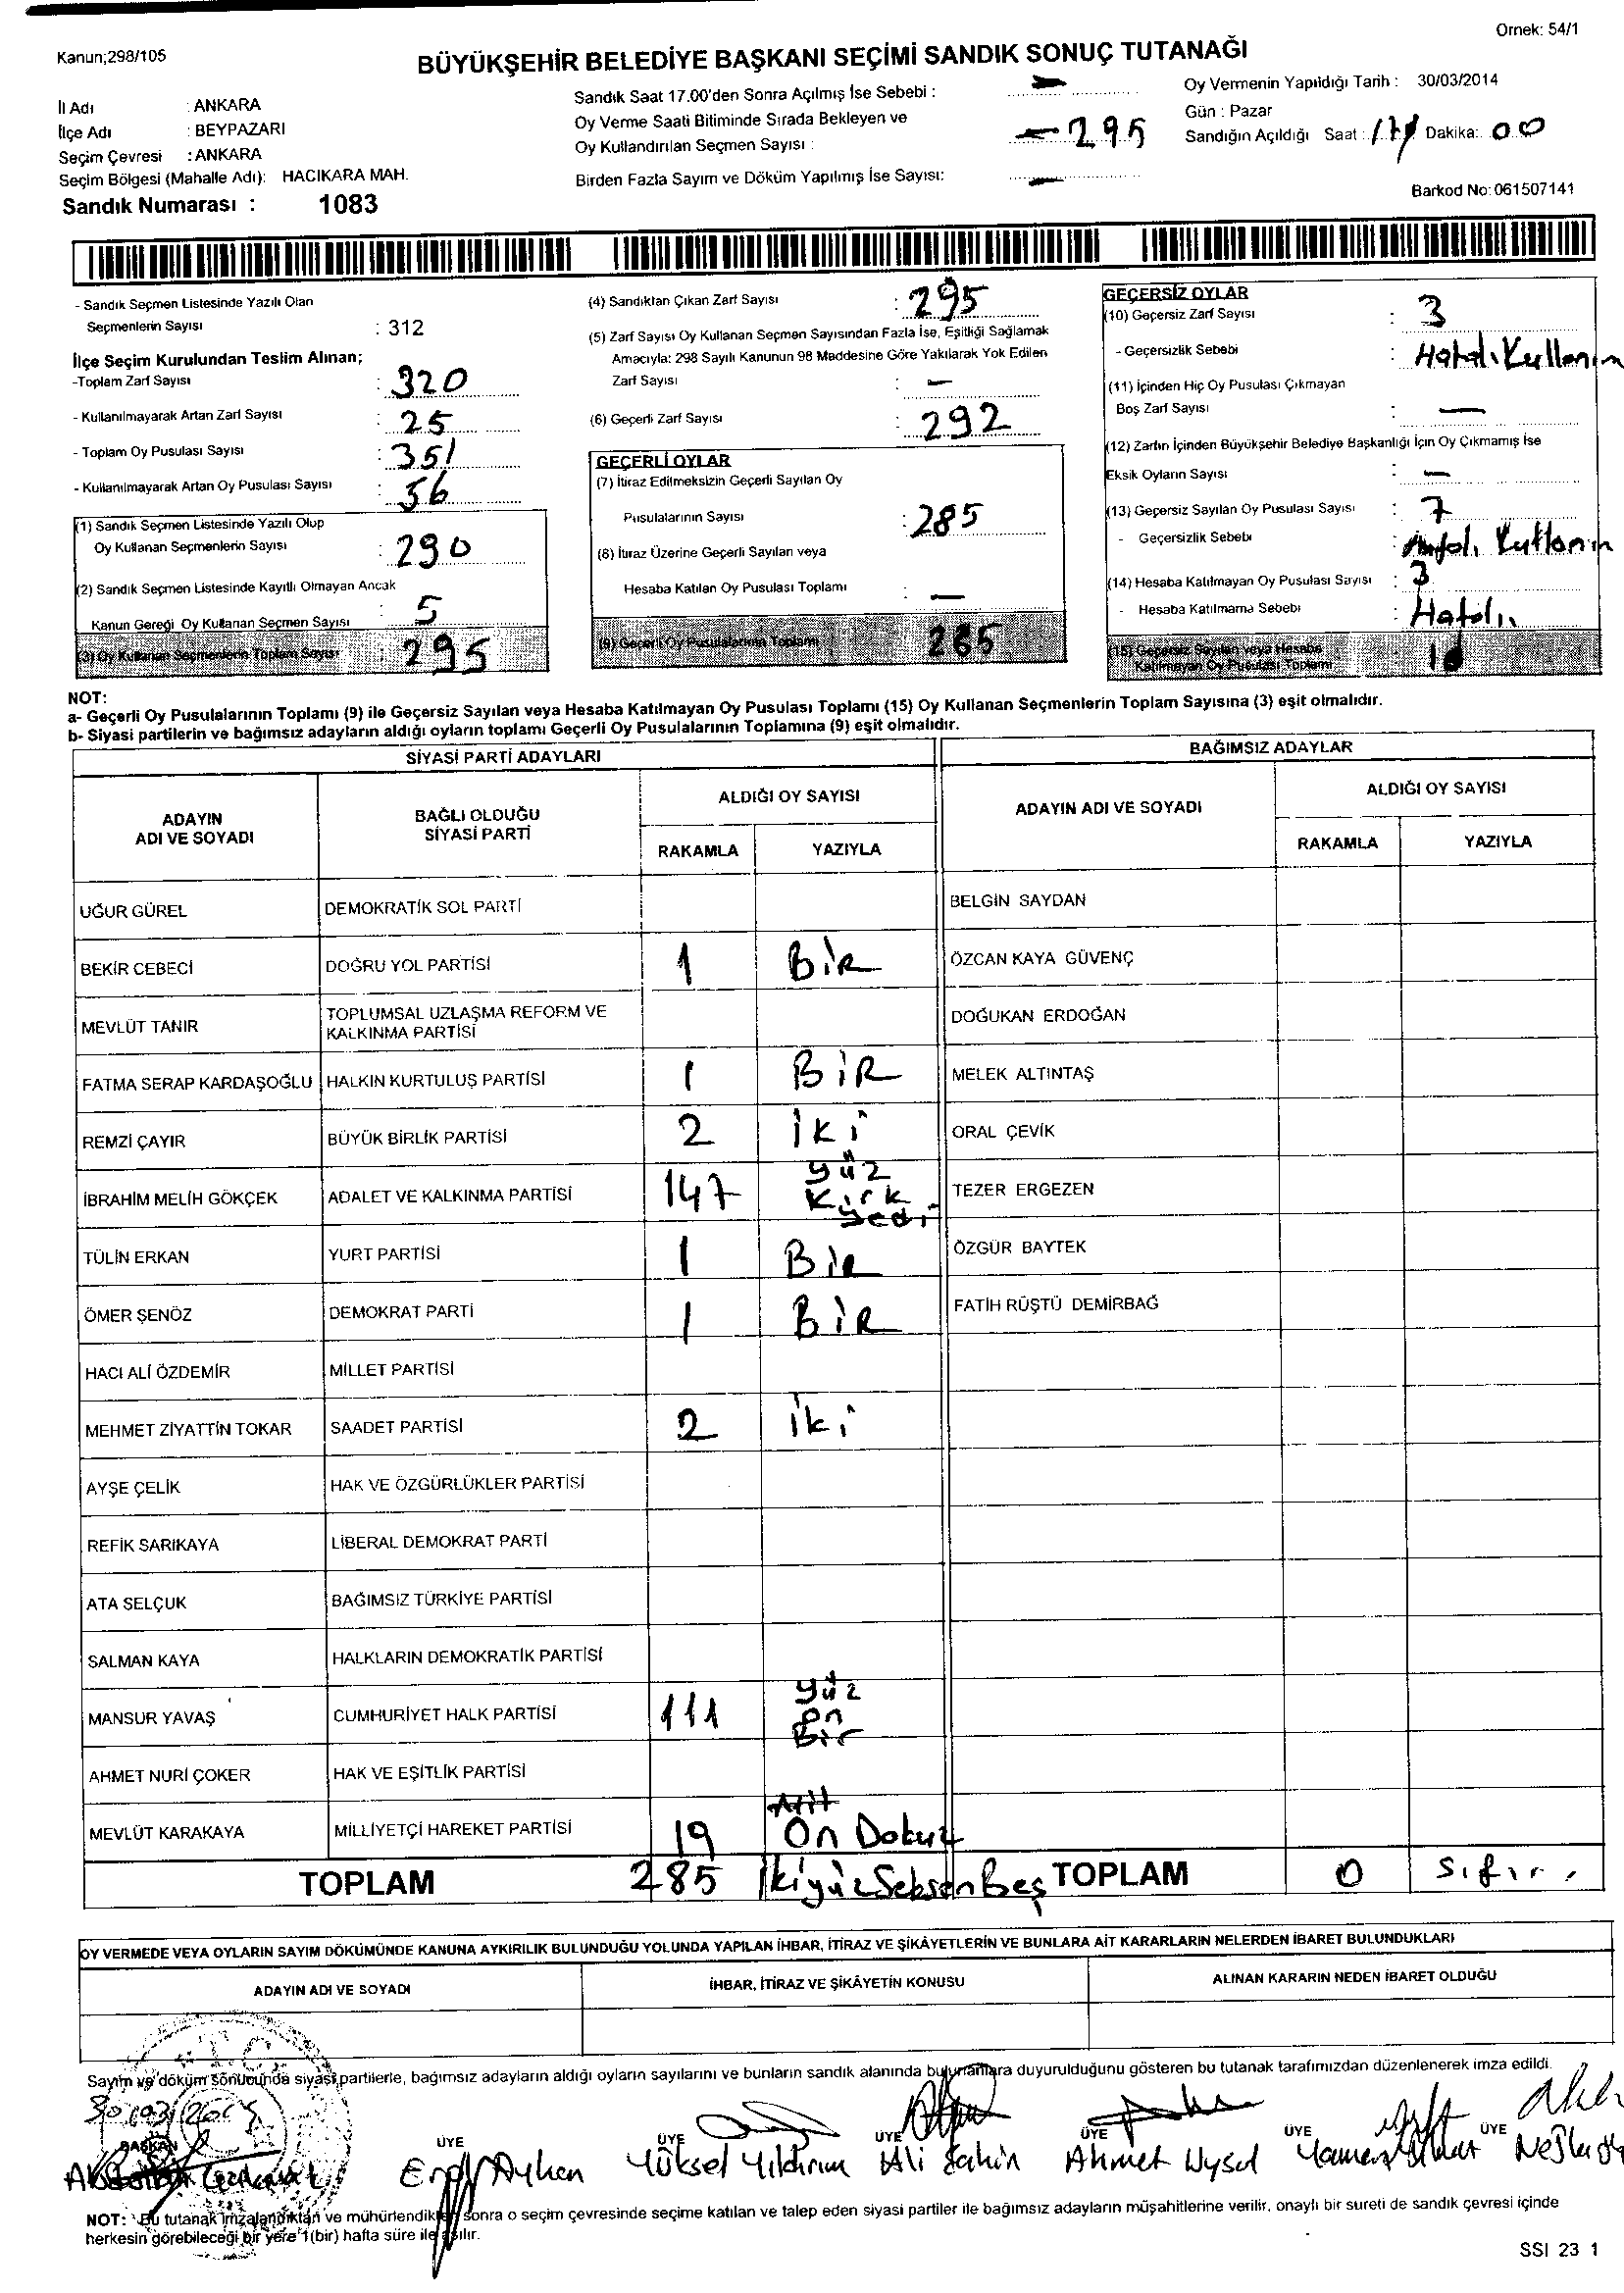 Ornek: 54/1
Kanun;298/105
BÜYÜKŞEHİR BELEDİYE BAŞKANI SEÇİMİ SANDIK SONUÇ TUTANAĞI
İl Adı : ANKARA
İlçe Adı : BEYPAZARI
Seçim Çevresi : ANKARA
Seçim Bölgesi (Mahalle Adı): HACIKARA MAH.
Sandık Numarası : 1083
Sandık Saat 17.00'den Sonra Açılmış İse Sebebi : —
Oy Verme Saati Bitiminde Sırada Bekleyen ve
Oy Kullandırılan Seçmen Sayısı : 295
Birden Fazla Sayım ve Döküm Yapılmış İse Sayısı: —
Oy Vermenin Yapıldığı Tarih : 30/03/2014
Gün : Pazar
Sandığın Açıldığı Saat : 17 Dakika: 00
Barkod No: 061507141
- Sandık Seçmen Listesinde Yazılı Olan
Seçmenlerin Sayısı : 312
İlçe Seçim Kurulundan Teslim Alınan;
-Toplam Zarf Sayısı : 320
- Kullanılmayarak Artan Zarf Sayısı : 25
- Toplam Oy Pusulası Sayısı : 351
- Kullanılmayarak Artan Oy Pusulası Sayısı : 56
(1) Sandık Seçmen Listesinde Yazılı Olup
Oy Kullanan Seçmenlerin Sayısı : 290
(2) Sandık Seçmen Listesinde Kayıtlı Olmayan Ancak
Kanun Gereği Oy Kullanan Seçmen Sayısı : 5
(3) Oy Kullanan Seçmenlerin Toplam Sayısı : 295
(4) Sandıktan Çıkan Zarf Sayısı : 295
(5) Zarf Sayısı Oy Kullanan Seçmen Sayısından Fazla İse, Eşitliği Sağlamak
Amacıyla: 298 Sayılı Kanunun 98 Maddesine Göre Yakılarak Yok Edilen
Zarf Sayısı : —
(6) Geçerli Zarf Sayısı : 292
GEÇERLİ OYLAR
(7) İtiraz Edilmeksizin Geçerli Sayılan Oy
Pusulalarının Sayısı : 285
(8) İtiraz Üzerine Geçerli Sayılan veya
Hesaba Katılan Oy Pusulası Toplamı : —
(9) Geçerli Oy Pusulalarının Toplamı 285
GEÇERSİZ OYLAR
(10) Geçersiz Zarf Sayısı : 3
- Geçersizlik Sebebi : Hatalı Kullanım
(11) İçinden Hiç Oy Pusulası Çıkmayan
Boş Zarf Sayısı : —
(12) Zarfın İçinden Büyükşehir Belediye Başkanlığı İçin Oy Çıkmamış İse
Eksik Oyların Sayısı : —
(13) Geçersiz Sayılan Oy Pusulası Sayısı : 7
- Geçersizlik Sebebi : Kullanım
(14) Hesaba Katılmayan Oy Pusulası Sayısı : 3
- Hesaba Katılmama Sebebi : Hatalı
(15) Geçersiz Sayılan veya Hesaba
Katılmayan Oy Pusulası Toplamı 10
NOT:
a- Geçerli Oy Pusulalarının Toplamı (9) ile Geçersiz Sayılan veya Hesaba Katılmayan Oy Pusulası Toplamı (15) Oy Kullanan Seçmenlerin Toplam Sayısına (3) eşit olmalıdır.
b- Siyasi partilerin ve bağımsız adayların aldığı oyların toplamı Geçerli Oy Pusulalarının Toplamına (9) eşit olmalıdır.
SİYASİ PARTİ ADAYLARI BAĞIMSIZ ADAYLAR
ADAYIN ADI VE SOYADI BAĞLI OLDUĞU SİYASİ PARTİ ALDIĞI OY SAYISI ADAYIN ADI VE SOYADI ALDIĞI OY SAYISI
RAKAMLA YAZIYLA RAKAMLA YAZIYLA
UĞUR GÜREL DEMOKRATİK SOL PARTİ BELGİN SAYDAN
BEKİR CEBECİ DOĞRU YOL PARTİSİ 1 BİR ÖZCAN KAYA GÜVENÇ
MEVLÜT TANIR TOPLUMSAL UZLAŞMA REFORM VE KALKINMA PARTİSİ DOĞUKAN ERDOĞAN
FATMA SERAP KARDAŞOĞLU HALKIN KURTULUŞ PARTİSİ 1 BİR MELEK ALTINTAŞ
REMZİ ÇAYIR BÜYÜK BİRLİK PARTİSİ 2 İki ORAL ÇEVİK
İBRAHİM MELİH GÖKÇEK ADALET VE KALKINMA PARTİSİ 147 yüz Kırk yedi TEZER ERGEZEN
TÜLİN ERKAN YURT PARTİSİ 1 BİR ÖZGÜR BAYTEK
ÖMER ŞENÖZ DEMOKRAT PARTİ 1 BİR FATİH RÜŞTÜ DEMİRBAĞ
HACI ALİ ÖZDEMİR MİLLET PARTİSİ
MEHMET ZİYATTİN TOKAR SAADET PARTİSİ 2 İki
AYŞE ÇELİK HAK VE ÖZGÜRLÜKLER PARTİSİ
REFİK SARIKAYA LİBERAL DEMOKRAT PARTİ
ATA SELÇUK BAĞIMSIZ TÜRKİYE PARTİSİ
SALMAN KAYA HALKLARIN DEMOKRATİK PARTİSİ
MANSUR YAVAŞ CUMHURİYET HALK PARTİSİ 111 yüz on Bir
AHMET NURİ ÇOKER HAK VE EŞİTLİK PARTİSİ
MEVLÜT KARAKAYA MİLLİYETÇİ HAREKET PARTİSİ 19 On Dokuz
TOPLAM 285 İkiyüzSeksenBeş TOPLAM 0 Sıfır.
OY VERMEDE VEYA OYLARIN SAYIM DÖKÜMÜNDE KANUNA AYKIRILIK BULUNDUĞU YOLUNDA YAPILAN İHBAR, İTİRAZ VE ŞİKÂYETLERİN VE BUNLARA AİT KARARLARIN NELERDEN İBARET BULUNDUKLARI
ADAYIN ADI VE SOYADI İHBAR, İTİRAZ VE ŞİKÂYETİN KONUSU ALINAN KARARIN NEDEN İBARET OLDUĞU
Sayım ve döküm sonucunda siyasi partilerle, bağımsız adayların aldığı oyların sayılarını ve bunların sandık alanında bulunanlara duyurulduğunu gösteren bu tutanak tarafımızdan düzenlenerek imza edildi.
30/03/2014
BAŞKAN ÜYE ÜYE ÜYE ÜYE ÜYE ÜYE
Ayhan Yüksel Yıldırım Ali Şahin Ahmet Uysal
NOT: Bu tutanak imzalandıktan ve mühürlendikten sonra o seçim çevresinde seçime katılan ve talep eden siyasi partiler ile bağımsız adayların müşahitlerine verilir, onaylı bir sureti de sandık çevresi içinde
herkesin görebileceği bir yere 1(bir) hafta süre ile asılır.
SSI 23 1